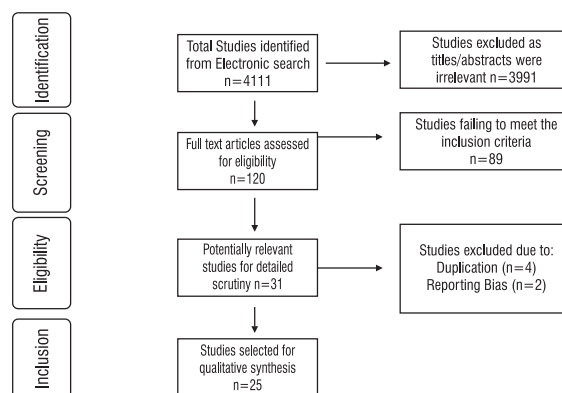 Identification
Total Studies identified
from Electronic search
n=4111
Studies excluded as
titles/abstracts were
irrelevant n=3991
Screening
Full text articles assessed
for eligibility
n=120
Studies failing to meet the
inclusion criteria
n=89
Eligibility
Potentially relevant
studies for detailed
scrutiny n=31
Studies excluded due to:
Duplication (n=4)
Reporting Bias (n=2)
Inclusion
Studies selected for
qualitative synthesis
n=25